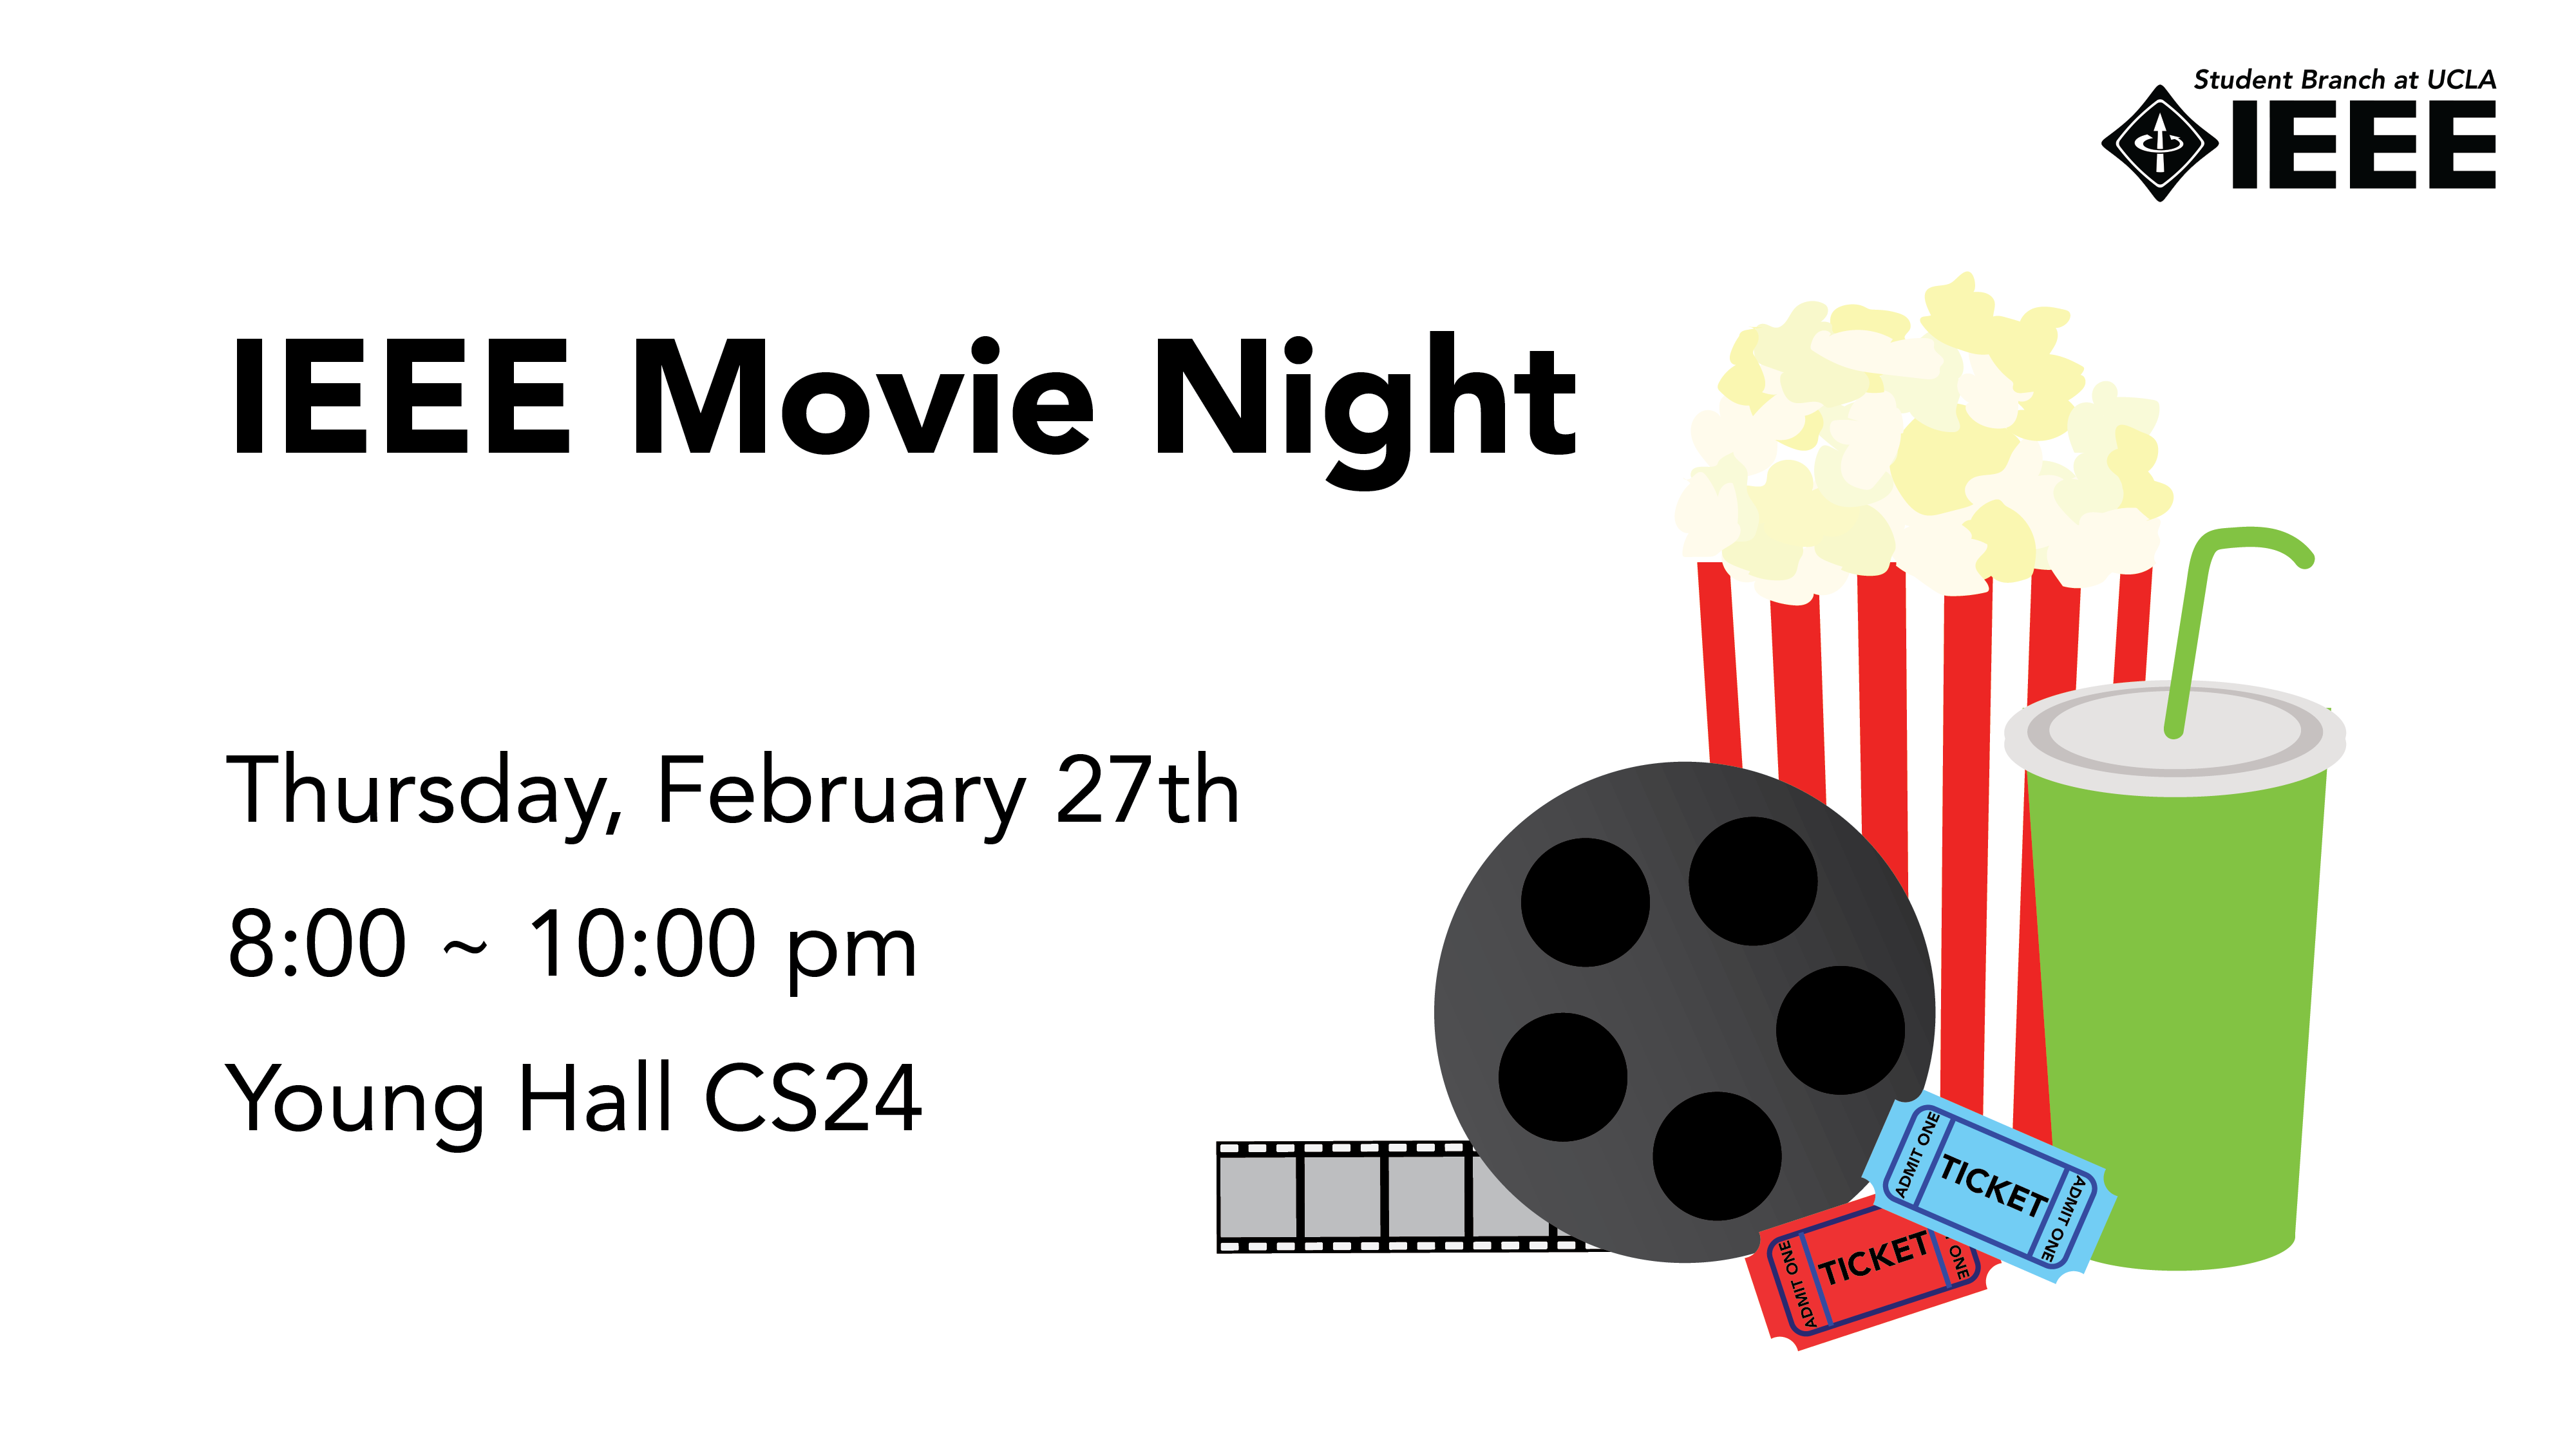 Student Branch at UCLA
IEEE
IEEE Movie Night
Thursday, February 27th
8:00 ~ 10:00 pm
Young Hall CS24
ADMIT ONE
TICKET
ADMIT ONE
ADMIT ONE
TICKET
ONE